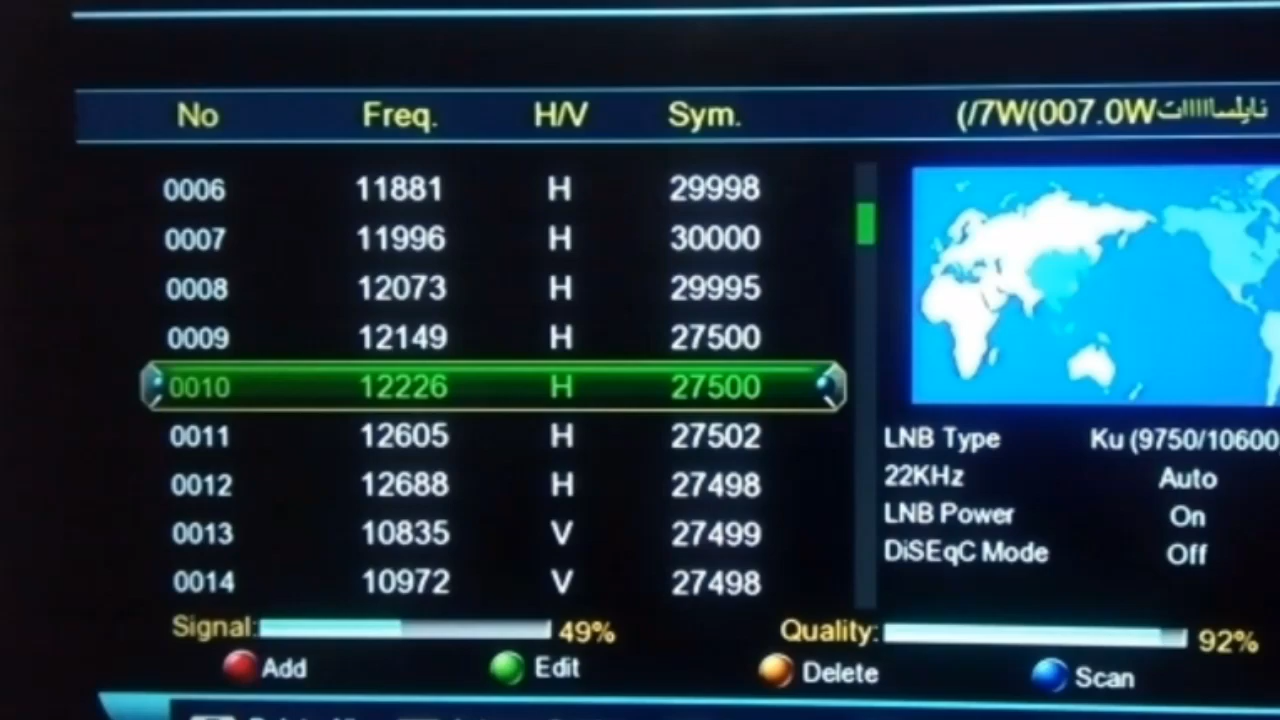 No Freq. H/V Sym. (/7W(007.0Wنايلسااااات
0006 11881 H 29998
0007 11996 H 30000
0008 12073 H 29995
0009 12149 H 27500
0010 12226 H 27500
0011 12605 H 27502
0012 12688 H 27498
0013 10835 V 27499
0014 10972 V 27498
LNB Type Ku (9750/10600
22KHz Auto
LNB Power On
DiSEqC Mode Off
Signal: 49% Quality: 92%
Add Edit Delete Scan